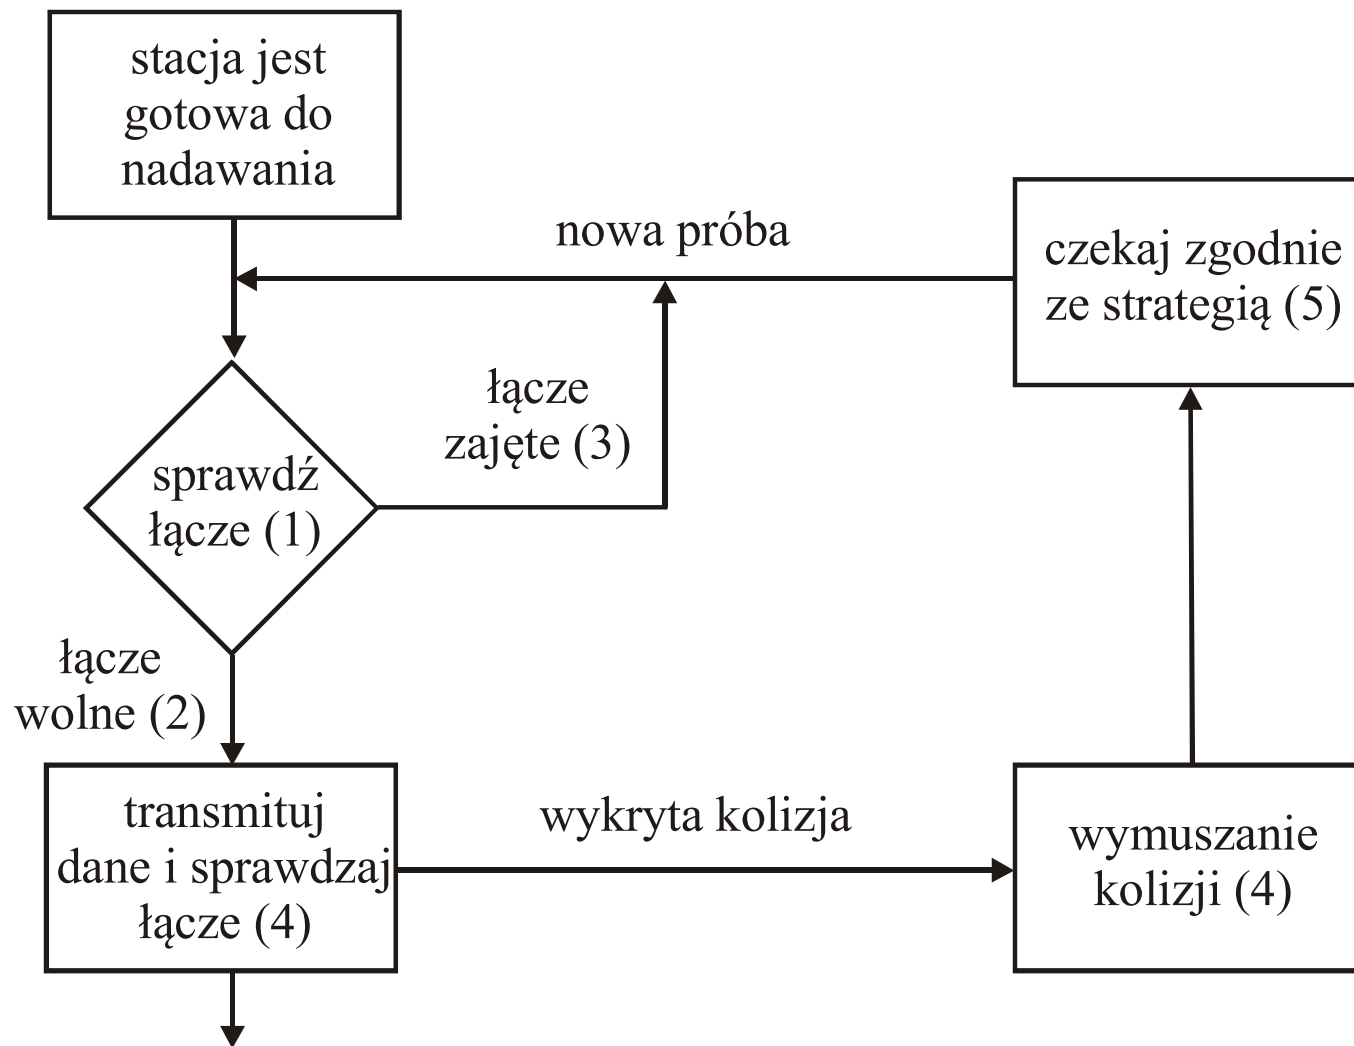 stacja jest
gotowa do
nadawania
nowa próba
czekaj zgodnie
ze strategią (5)
łącze
zajęte (3)
sprawdź
łącze (1)
łącze
wolne (2)
transmituj
dane i sprawdzaj
łącze (4)
wykryta kolizja
wymuszanie
kolizji (4)